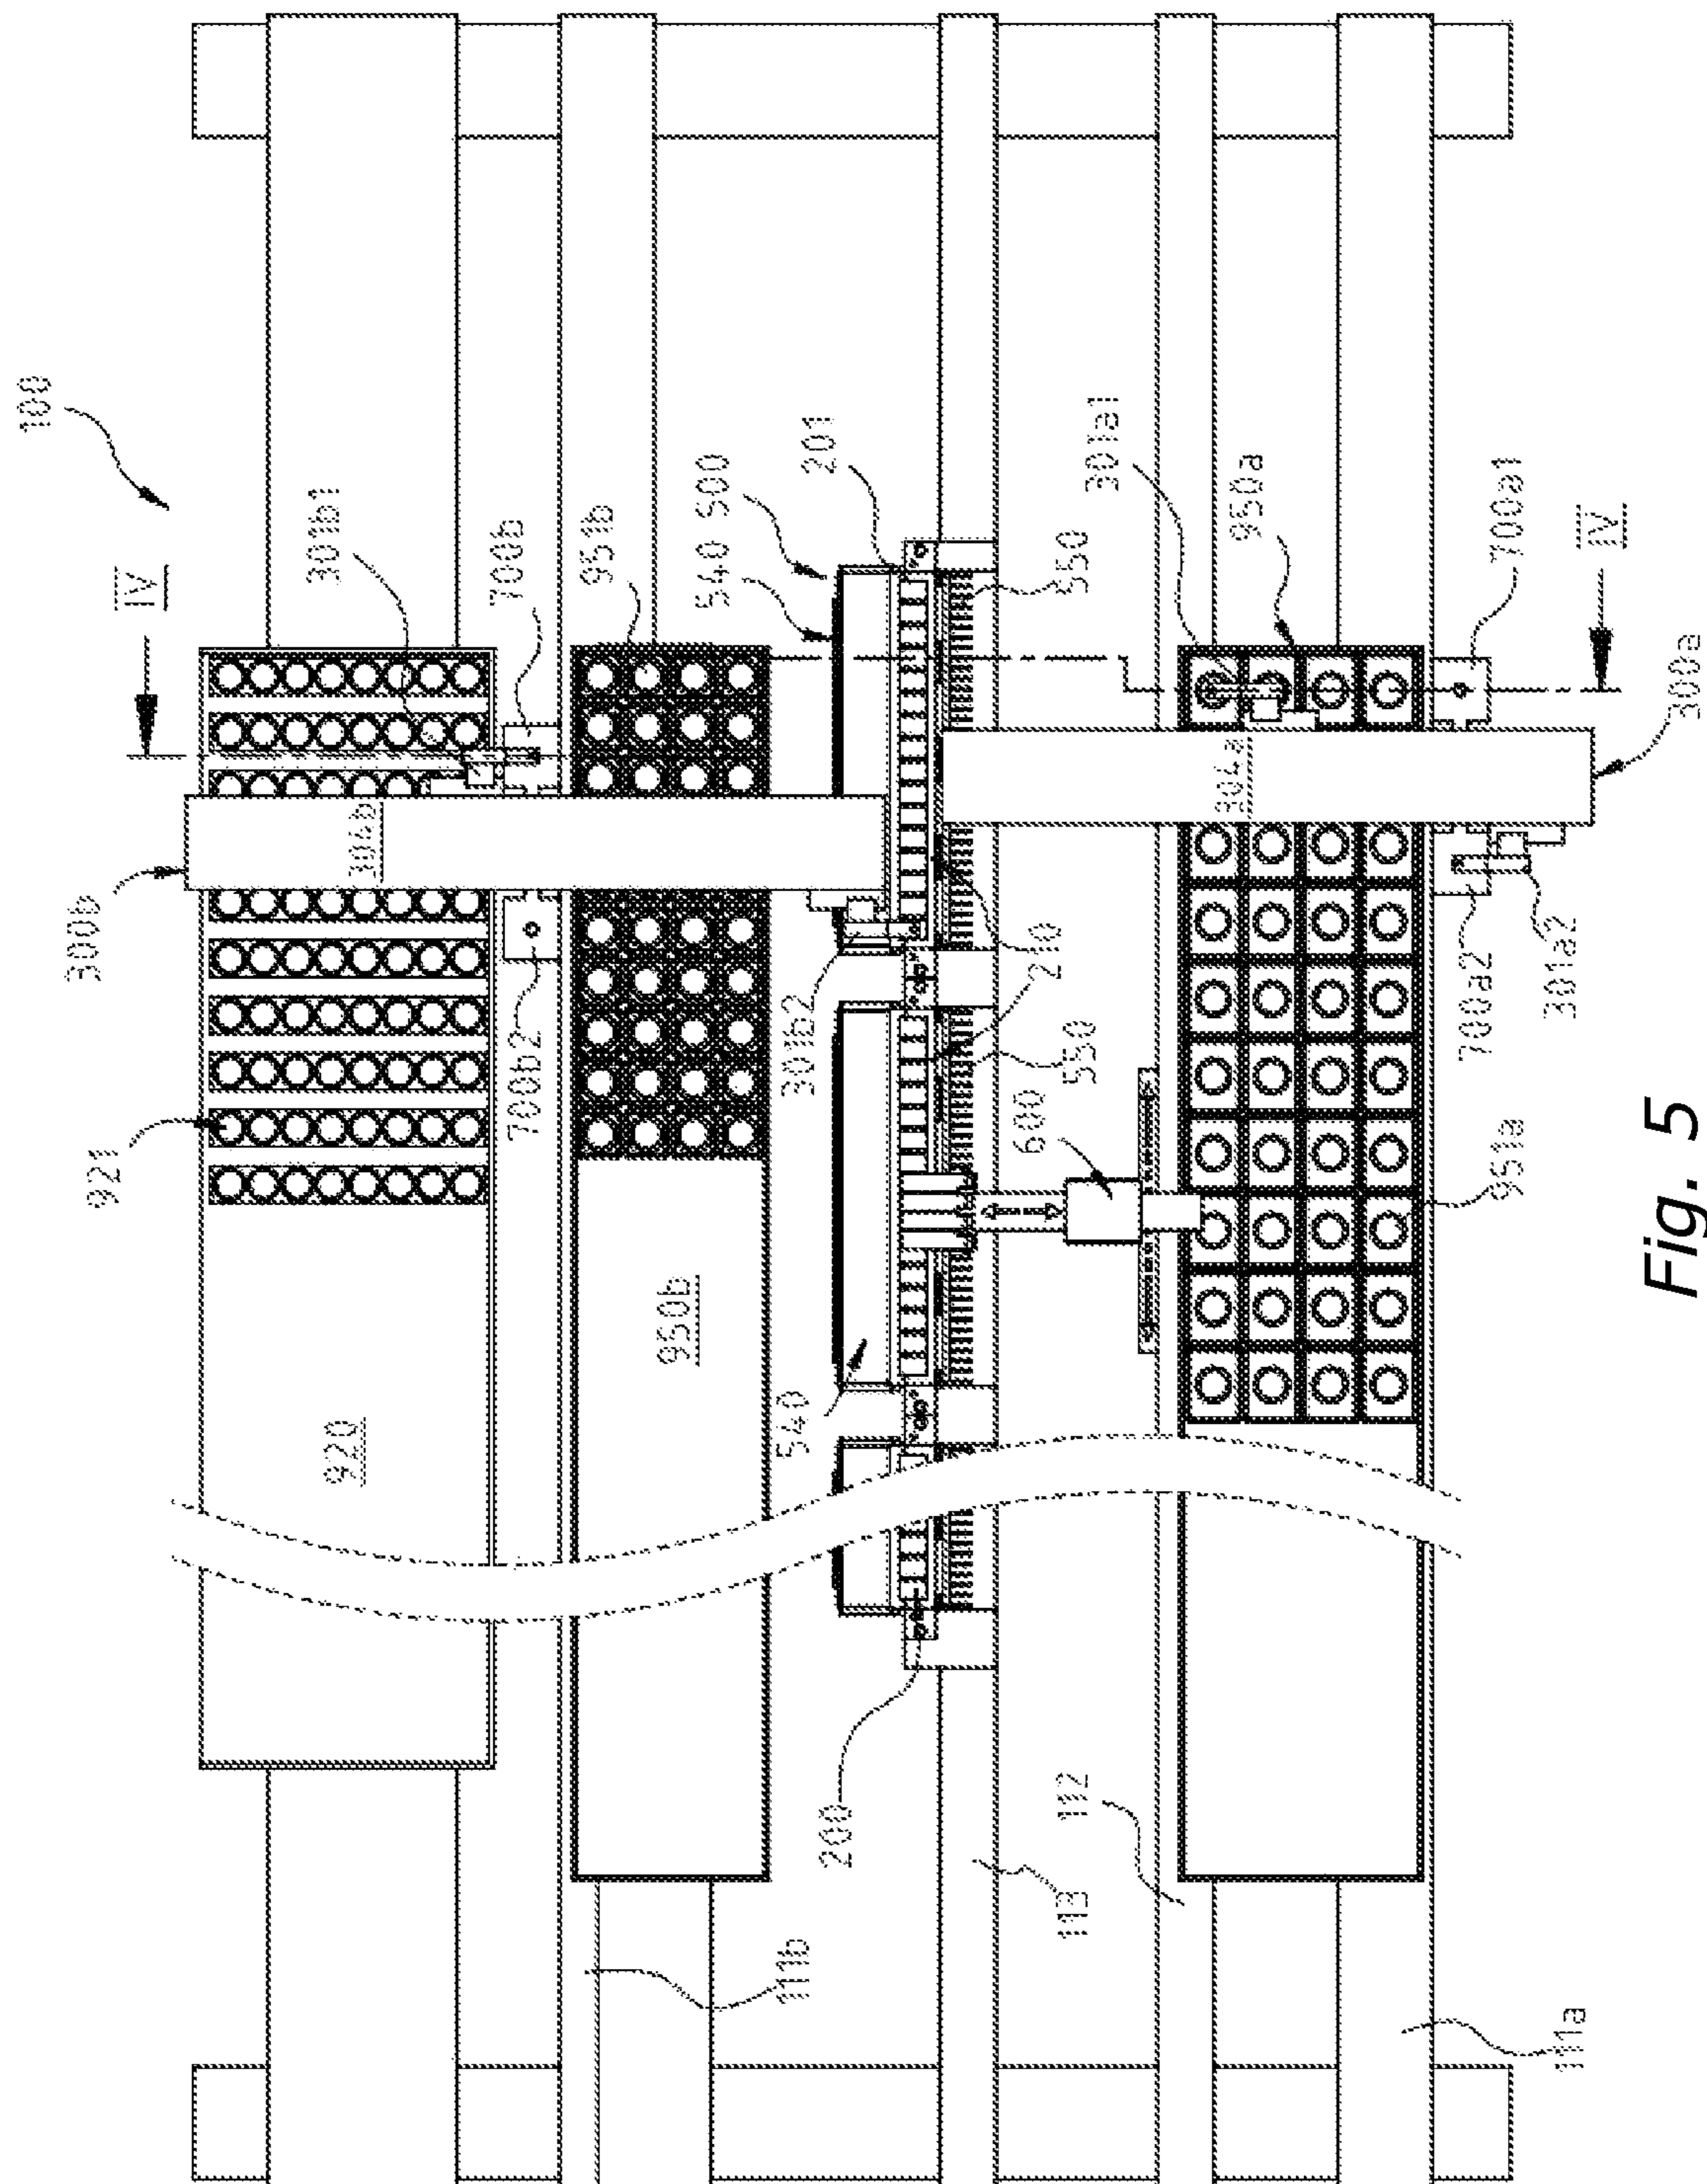 100
IV
301b1
700b
951b
540
500
201
301a1
950a
700a1
IV
300a
300b
304b
304a
921
700b2
301b2
210
550
550
600
700a2
301a2
951a
920
950b
540
200
113
112
111b
111a
Fig. 5